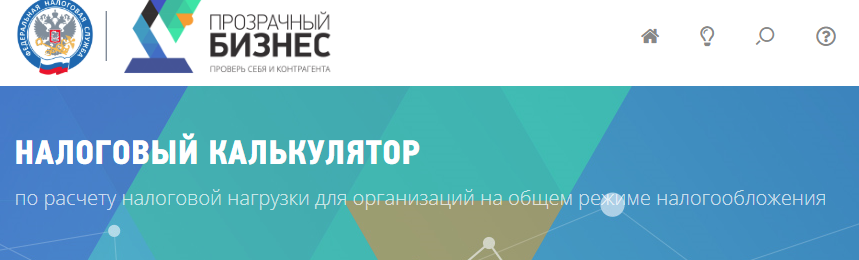 ФЕДЕРАЛЬНАЯ НАЛОГОВАЯ СЛУЖБА
ПРОЗРАЧНЫЙ
БИЗНЕС
ПРОВЕРЬ СЕБЯ И КОНТРАГЕНТА
НАЛОГОВЫЙ КАЛЬКУЛЯТОР
по расчету налоговой нагрузки для организаций на общем режиме налогообложения